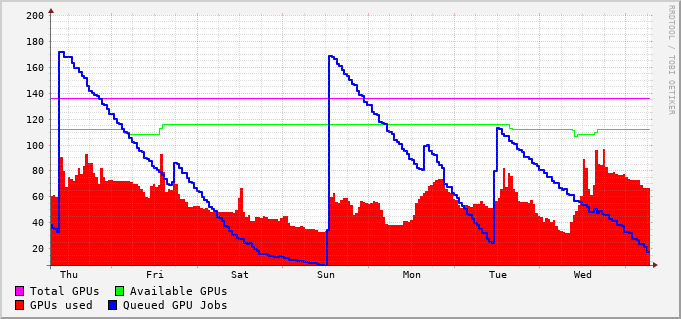 200
180
160
140
120
100
80
60
40
20
Thu Fri Sat Sun Mon Tue Wed
RRDTOOL / TOBI OETIKER
Total GPUs Available GPUs
GPUs used Queued GPU Jobs